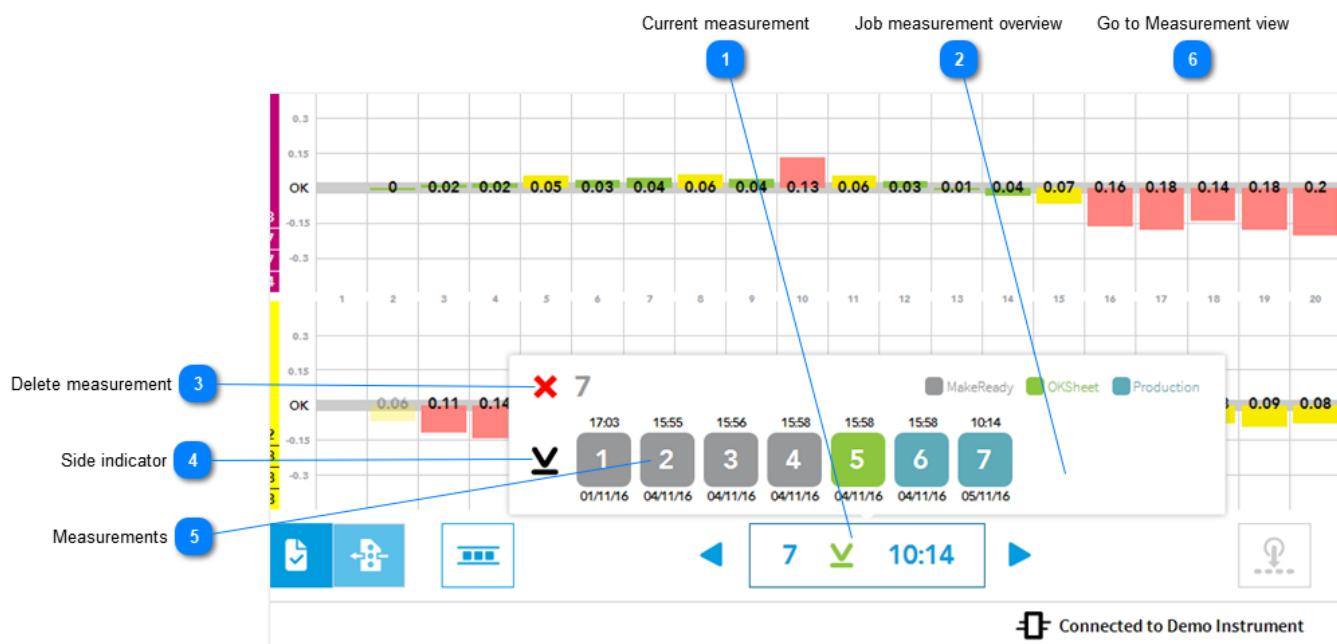 Current measurement Job measurement overview Go to Measurement view
1 2 6
0.3
0.15
OK 0 0.02 0.02 0.05 0.03 0.04 0.06 0.04 0.13 0.06 0.03 0.01 0.04 0.07 0.16 0.18 0.14 0.18 0.2
-0.15
-0.3
1 2 3 4 5 6 7 8 9 10 11 12 13 14 15 16 17 18 19 20
0.3
0.15
Delete measurement 3 7 MakeReady OKSheet Production
OK 0.06 0.11 0.14 0.09 0.08
17:03 15:55 15:56 15:58 15:58 15:58 10:14
-0.15
Side indicator 4 1 2 3 4 5 6 7
-0.3
01/11/16 04/11/16 04/11/16 04/11/16 04/11/16 04/11/16 05/11/16
Measurements 5
7 10:14
Connected to Demo Instrument